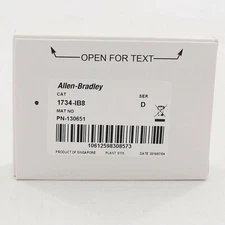 OPEN FOR TEXT
Allen-Bradley
CAT SER
1734-IB8 D
MAT NO
PN-130651
10612598308573
PRODUCT OF SINGAPORE